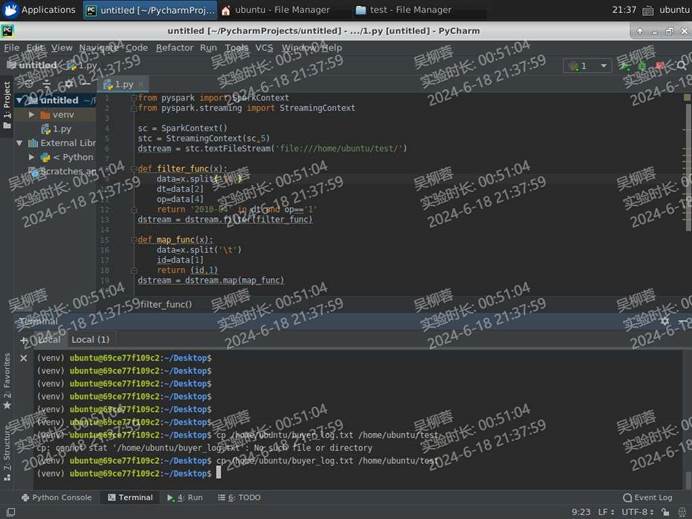 Applications
untitled [~/PycharmProjects/...
ubuntu - File Manager
test - File Manager
21:37
ubuntu
untitled [~/PycharmProjects/untitled] - .../1.py [untitled] - PyCharm
File Edit View Navigate Code Refactor Run Tools VCS Window Help
untitled 1.py
1
1.py
1: Project
untitled
venv
1.py
External Libr
< Python
Scratches an
from pyspark import SparkContext
from pyspark.streaming import StreamingContext
sc = SparkContext()
stc = StreamingContext(sc,5)
dstream = stc.textFileStream('file:///home/ubuntu/test/')
def filter_func(x):
data=x.split('\t')
dt=data[2]
op=data[4]
return '2010-04' in dt and op=='1'
dstream = dstream.filter(filter_func)
def map_func(x):
data=x.split('\t')
id=data[1]
return (id,1)
dstream = dstream.map(map_func)
filter_func()
吴柳蓉
实验时长: 00:51:04
2024-6-18 21:37:59
Terminal
Local Local (1)
(venv) ubuntu@69ce77f109c2:~/Desktop$
(venv) ubuntu@69ce77f109c2:~/Desktop$
(venv) ubuntu@69ce77f109c2:~/Desktop$
(venv) ubuntu@69ce77f109c2:~/Desktop$
(venv) ubuntu@69ce77f109c2:~/Desktop$
(venv) ubuntu@69ce77f109c2:~/Desktop$
(venv) ubuntu@69ce77f109c2:~/Desktop$ cp /home/ubuntu/buyer_log.txt /home/ubuntu/test
cp: cannot stat '/home/ubuntu/buyer_log.txt': No such file or directory
(venv) ubuntu@69ce77f109c2:~/Desktop$ cp /home/ubuntu/buyer_log.txt /home/ubuntu/test
(venv) ubuntu@69ce77f109c2:~/Desktop$
2: Favorites
7: Structure
Python Console Terminal 4: Run 6: TODO Event Log
9:23 LF UTF-8